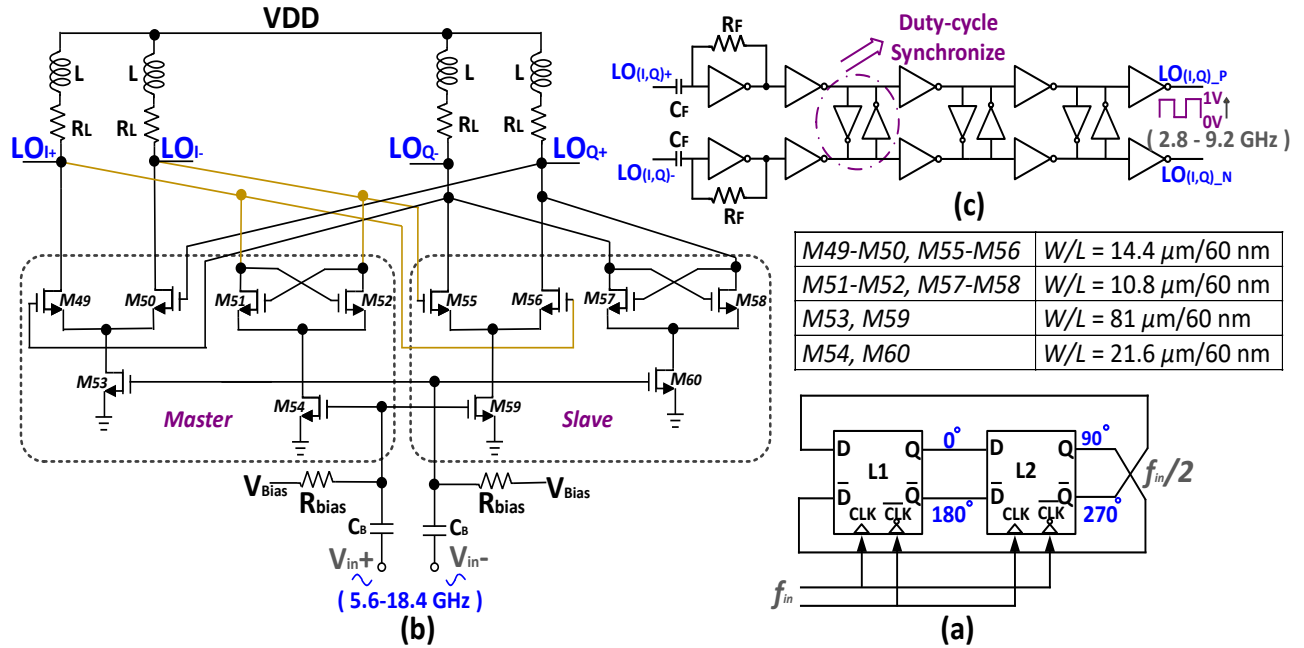 VDD
L L L L
RL RL RL RL
LOI+ LOI- LOQ- LOQ+
M49 M50 M51 M52 M55 M56 M57 M58
M53 M54 M59 M60
Master Slave
VBias Rbias Rbias VBias
CB CB
Vin+ Vin-
( 5.6-18.4 GHz )
(b)
Duty-cycle
Synchronize
RF
LO(I,Q)+
CF
LO(I,Q)_P
1V
0V
( 2.8 - 9.2 GHz )
CF
LO(I,Q)-
LO(I,Q)_N
RF
(c)
M49-M50, M55-M56 W/L = 14.4 µm/60 nm
M51-M52, M57-M58 W/L = 10.8 µm/60 nm
M53, M59 W/L = 81 µm/60 nm
M54, M60 W/L = 21.6 µm/60 nm
D Q 0° D Q 90°
L1 L2 fin/2
D̅ Q̅ 180° D̅ Q̅ 270°
CLK C̅L̅K̅ CLK C̅L̅K̅
fin
(a)